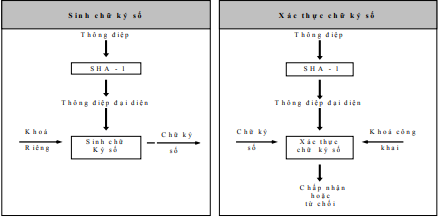 Sinh chữ ký số
Thông điệp
SHA - 1
Thông điệp đại diện
Khoá
Riêng
Sinh chữ
Ký số
Chữ ký
số
Xác thực chữ ký số
Thông điệp
SHA - 1
Thông điệp đại diện
Chữ ký
số
Xác thực
chữ ký số
Khoá công
khai
Chấp nhận
hoặc
từ chối